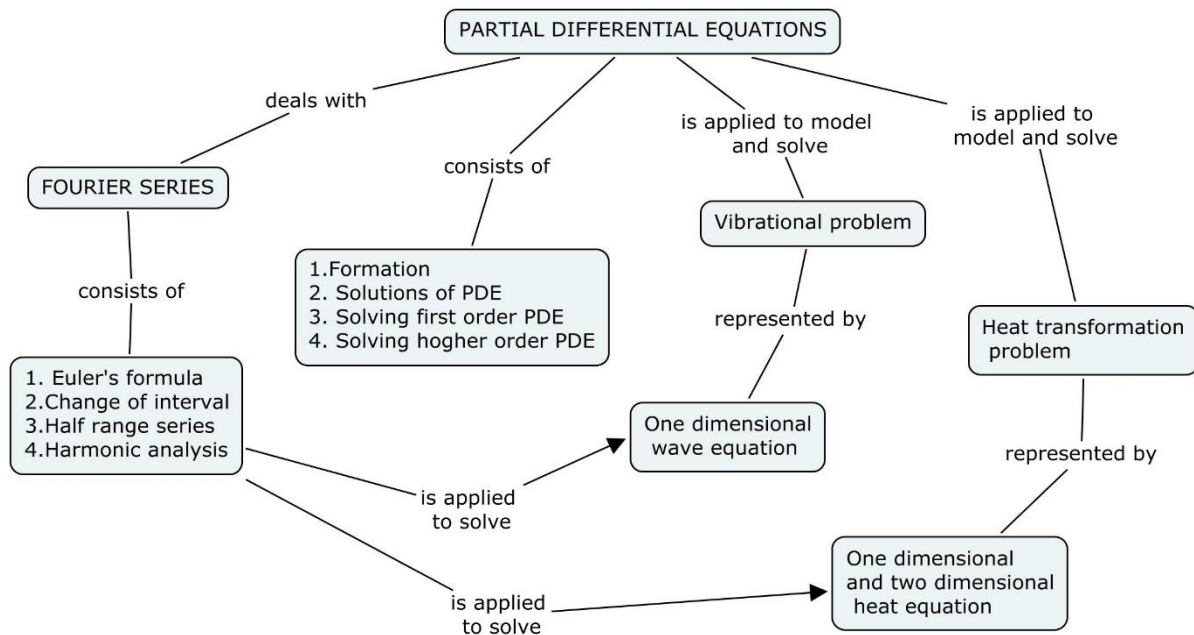 PARTIAL DIFFERENTIAL EQUATIONS
deals with
consists of
is applied to model
and solve
is applied to
model and solve
FOURIER SERIES
Vibrational problem
1.Formation
2. Solutions of PDE
3. Solving first order PDE
4. Solving hogher order PDE
consists of
represented by
Heat transformation
problem
1. Euler's formula
2.Change of interval
3.Half range series
4.Harmonic analysis
One dimensional
wave equation
represented by
is applied
to solve
One dimensional
and two dimensional
heat equation
is applied
to solve